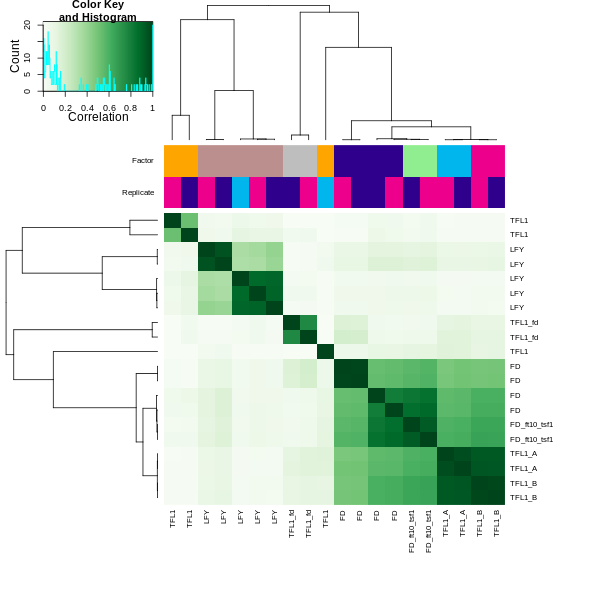 Color Key
and Histogram
Count
0 5 10 20
0 0.2 0.4 0.6 0.8 1
Correlation
Factor
Replicate
TFL1
TFL1
LFY
LFY
LFY
LFY
LFY
TFL1_fd
TFL1_fd
TFL1
FD
FD
FD
FD
FD_ft10_tsf1
FD_ft10_tsf1
TFL1_A
TFL1_A
TFL1_B
TFL1_B
TFL1
TFL1
LFY
LFY
LFY
LFY
LFY
TFL1_fd
TFL1_fd
TFL1
FD
FD
FD
FD
FD_ft10_tsf1
FD_ft10_tsf1
TFL1_A
TFL1_A
TFL1_B
TFL1_B